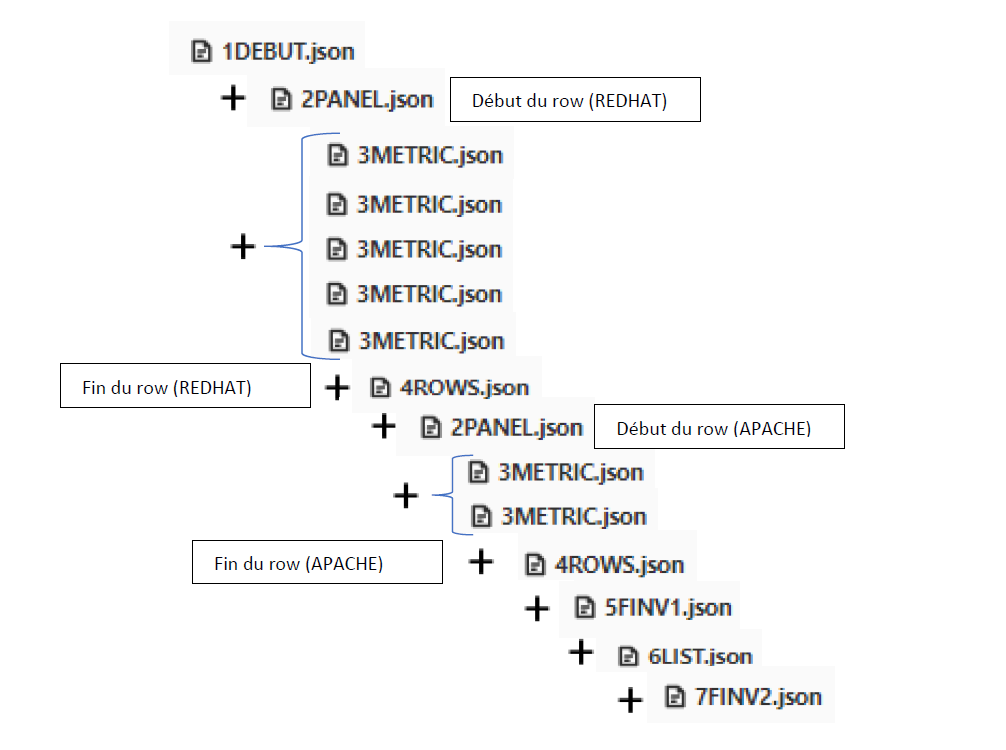 1DEBUT.json
+ 2PANEL.json Début du row (REDHAT)
3METRIC.json
3METRIC.json
+ 3METRIC.json
3METRIC.json
3METRIC.json
Fin du row (REDHAT) + 4ROWS.json
+ 2PANEL.json Début du row (APACHE)
3METRIC.json
+
3METRIC.json
Fin du row (APACHE) + 4ROWS.json
+ 5FINV1.json
+ 6LIST.json
+ 7FINV2.json